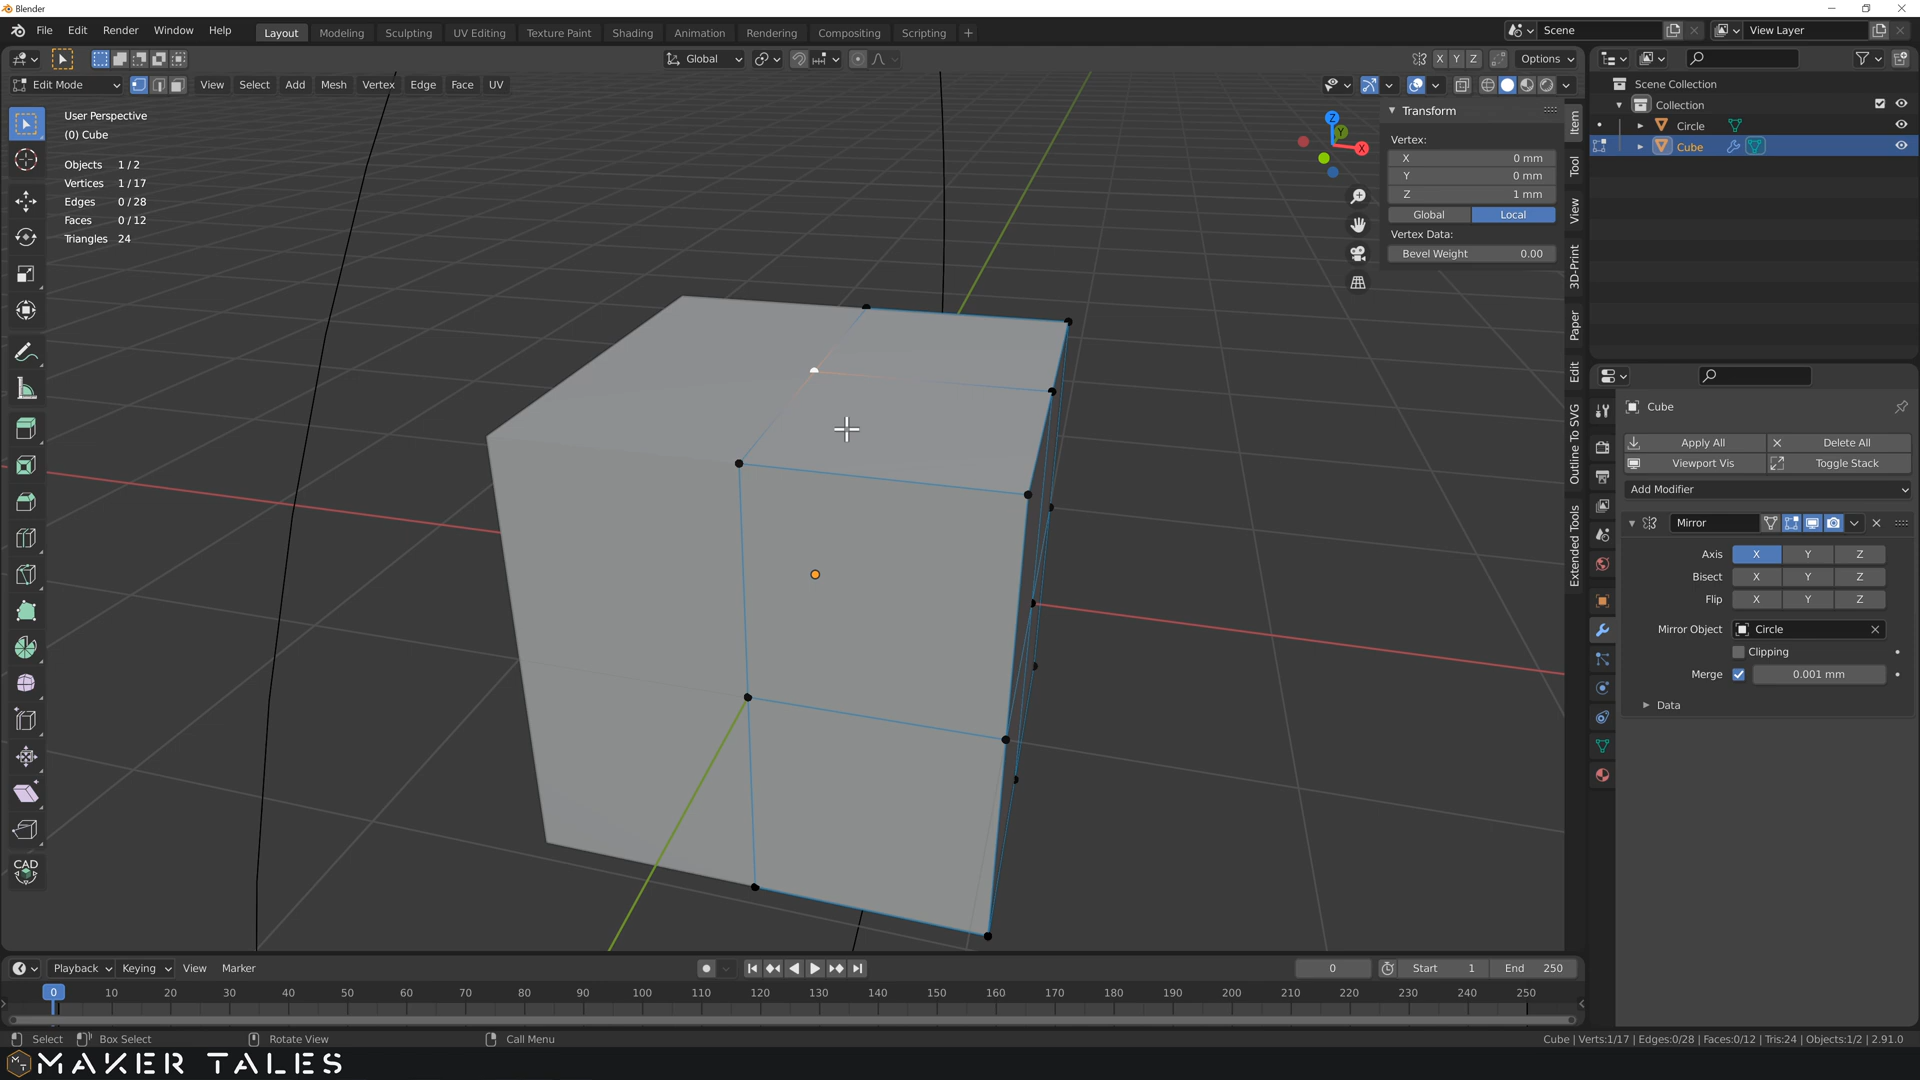 Blender
File Edit Render Window Help
Layout Modeling Sculpting UV Editing Texture Paint Shading Animation Rendering Compositing Scripting +
Scene
View Layer
Global
X Y Z
Options
Edit Mode
View Select Add Mesh Vertex Edge Face UV
User Perspective
(0) Cube
Objects 1 / 2
Vertices 1 / 17
Edges 0 / 28
Faces 0 / 12
Triangles 24
CAD
Z
Y
X
Transform
Vertex:
X 0 mm
Y 0 mm
Z 1 mm
Global Local
Vertex Data:
Bevel Weight 0.00
Item
Tool
View
3D-Print
Paper
Edit
Outline To SVG
Extended Tools
Scene Collection
Collection
Circle
Cube
Cube
Apply All
Delete All
Viewport Vis
Toggle Stack
Add Modifier
Mirror
Axis X Y Z
Bisect X Y Z
Flip X Y Z
Mirror Object Circle
Clipping
Merge 0.001 mm
Data
Playback Keying View Marker
0
Start 1
End 250
0 10 20 30 40 50 60 70 80 90 100 110 120 130 140 150 160 170 180 190 200 210 220 230 240 250
Select Box Select Rotate View Call Menu
Cube | Verts:1/17 | Edges:0/28 | Faces:0/12 | Tris:24 | Objects:1/2 | 2.91.0
MAKER TALES